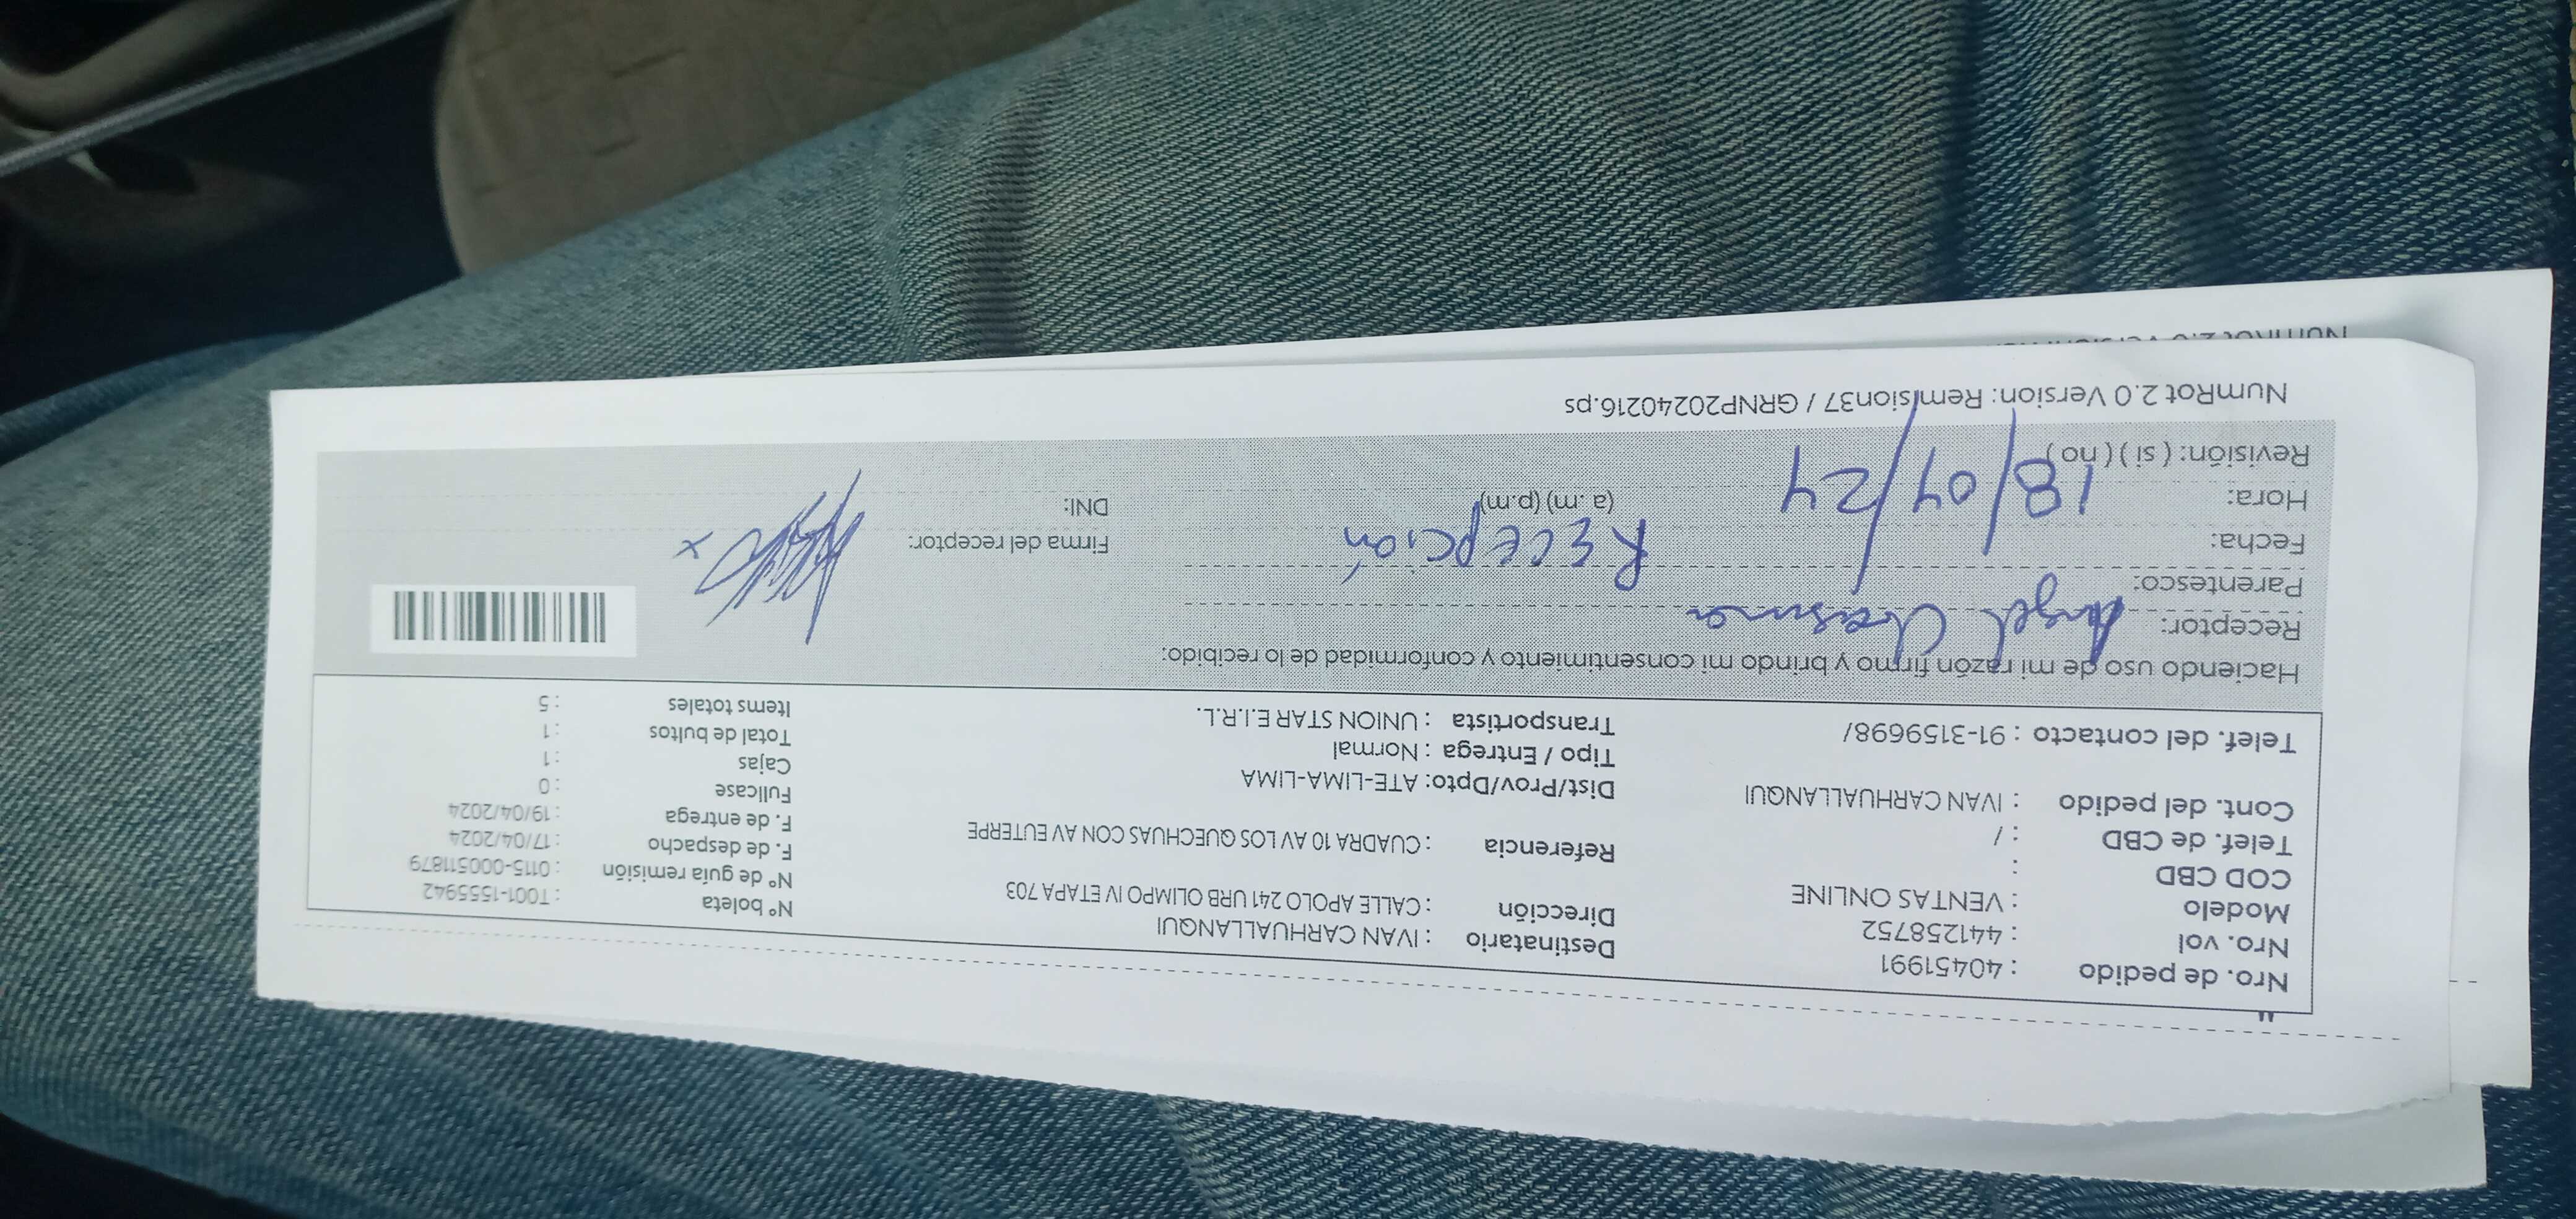 Nro. de pedido : 40451991
Nro. vol : 441258752
Modelo : VENTAS ONLINE
COD CBD :
Telef. de CBD : /
Cont. del pedido : IVAN CARHUALLANQUI
Telef. del contacto : 91-3159698/
Destinatario : IVAN CARHUALLANQUI
Dirección : CALLE APOLO 241 URB OLIMPO IV ETAPA 703
Referencia : CUADRA 10 AV LOS QUECHUAS CON AV EUTERPE
Dist/Prov/Dpto: ATE-LIMA-LIMA
Tipo / Entrega : Normal
Transportista : UNION STAR E.I.R.L.
Nº boleta : T001-1555942
Nº de guía remisión : 0115-000511879
F. de despacho : 17/04/2024
F. de entrega : 19/04/2024
Fullcase : 0
Cajas : 1
Total de bultos : 1
Items totales : 5
Haciendo uso de mi razón firmo y brindo mi consentimiento y conformidad de lo recibido:
Receptor: Angel
Parentesco: RECEPCIÓN
Fecha: 18/04/24
Hora: (a .m) (p.m)
Revisión: ( si ) ( no )
Firma del receptor: x
DNI:
NumRot 2.0 Version: Remision37 / GRNP20240216.ps